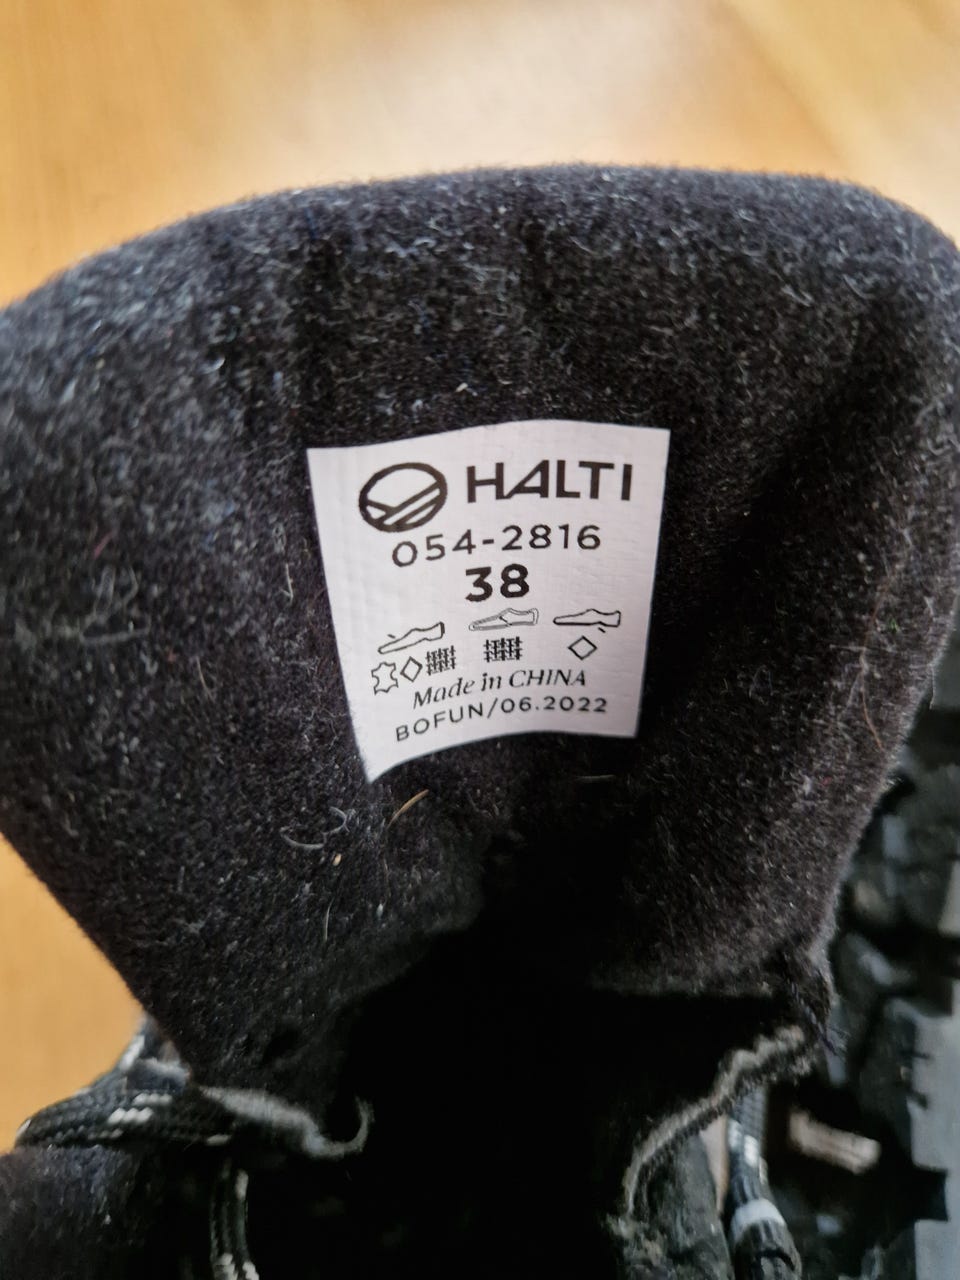 HALTI
054-2816
38
Made in CHINA
BOFUN/06.2022